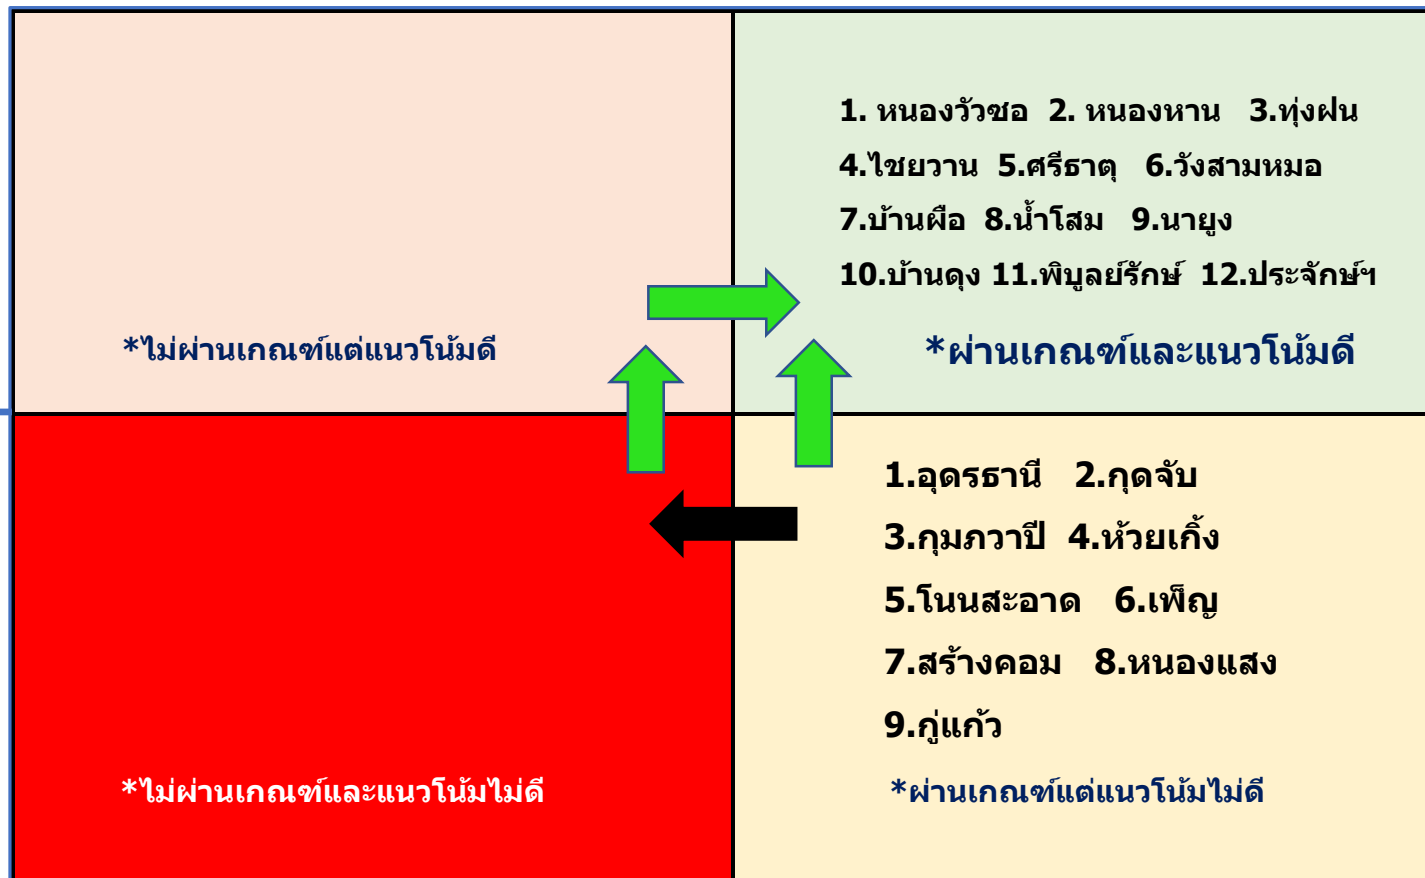 1. หนองวัวซอ 2. หนองหาน 3.ทุ่งฝน
4.ไชยวาน 5.ศรีธาตุ 6.วังสามหมอ
7.บ้านผือ 8.น้ำโสม 9.นายูง
10.บ้านดุง 11.พิบูลย์รักษ์ 12.ประจักษ์ฯ
*ไม่ผ่านเกณฑ์แต่แนวโน้มดี
*ผ่านเกณฑ์และแนวโน้มดี
1.อุดรธานี 2.กุดจับ
3.กุมภวาปี 4.ห้วยเกิ้ง
5.โนนสะอาด 6.เพ็ญ
7.สร้างคอม 8.หนองแสง
9.กู่แก้ว
*ไม่ผ่านเกณฑ์และแนวโน้มไม่ดี
*ผ่านเกณฑ์แต่แนวโน้มไม่ดี